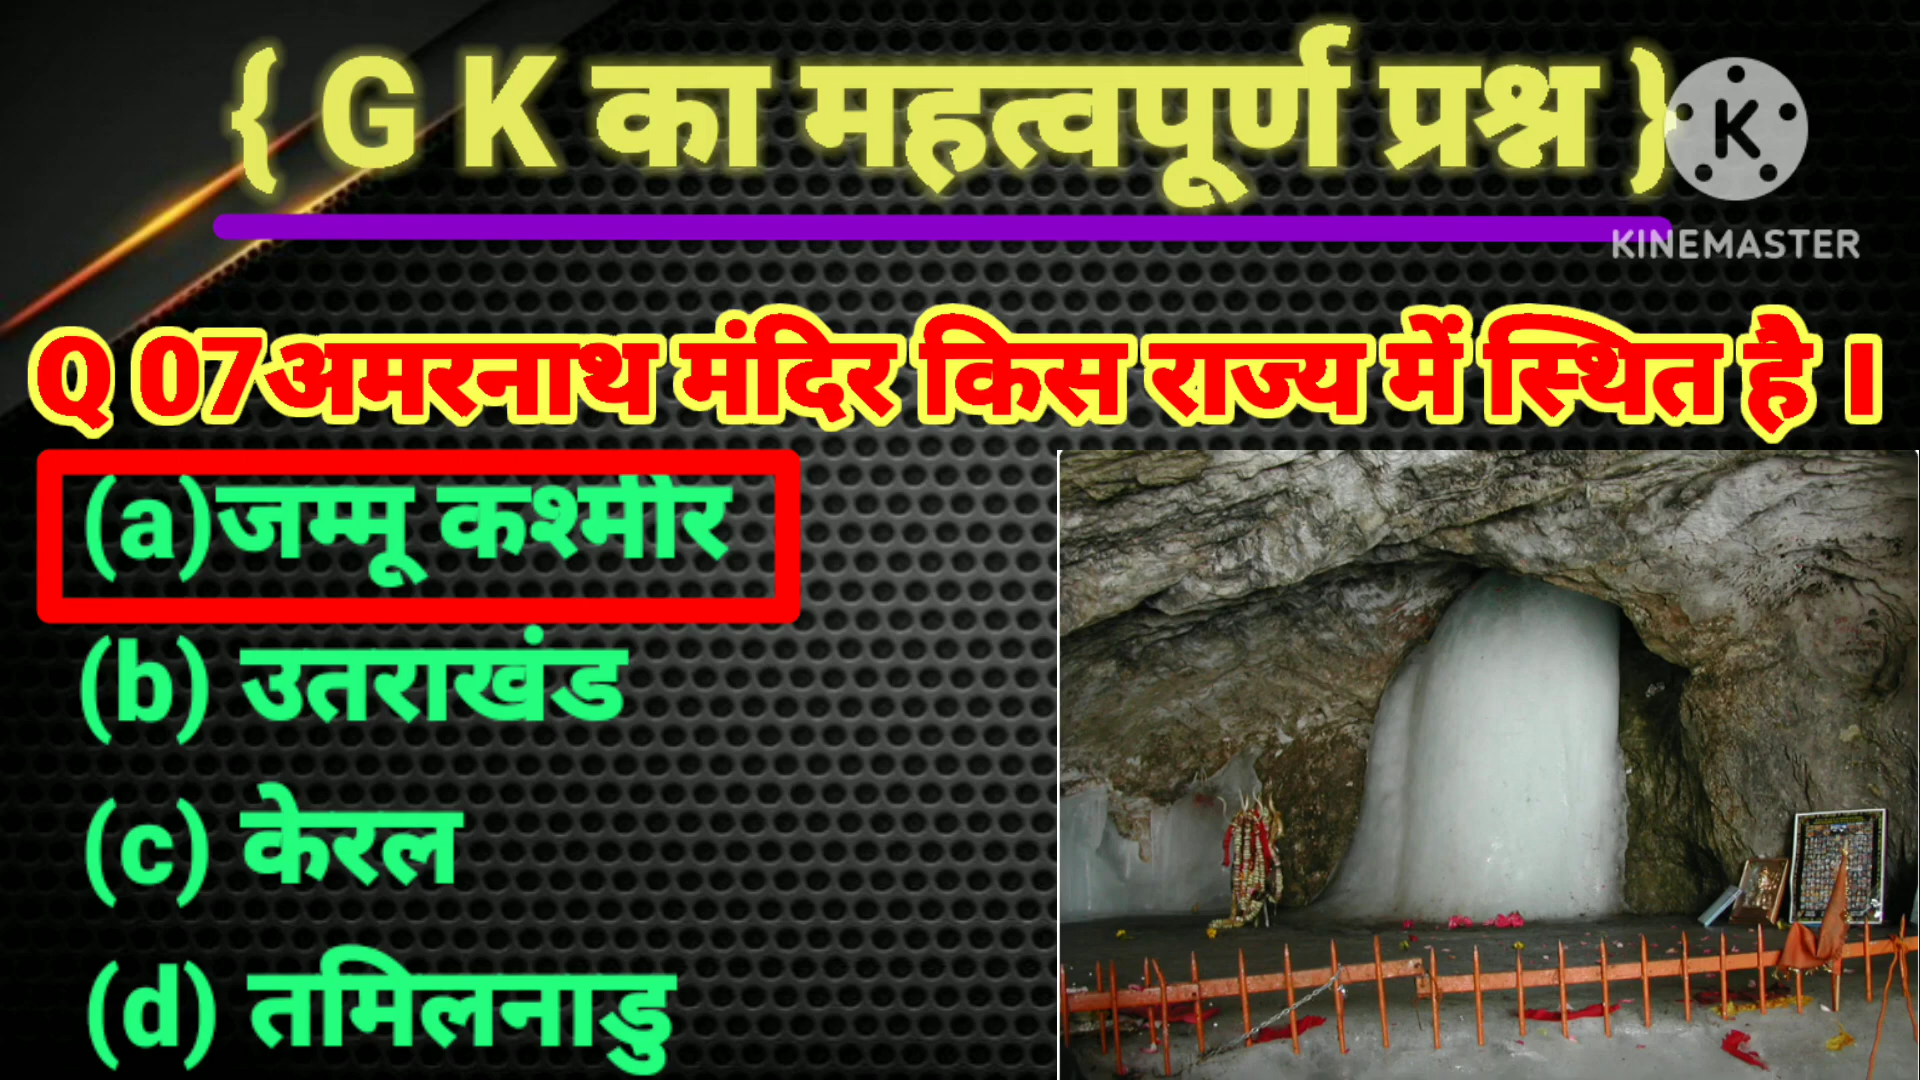 { G K का महत्वपूर्ण प्रश्न }
K
KINEMASTER
Q 07अमरनाथ मंदिर किस राज्य में स्थित है ।
(a)जम्मू कश्मीर
(b) उतराखंड
(c) केरल
(d) तमिलनाडु